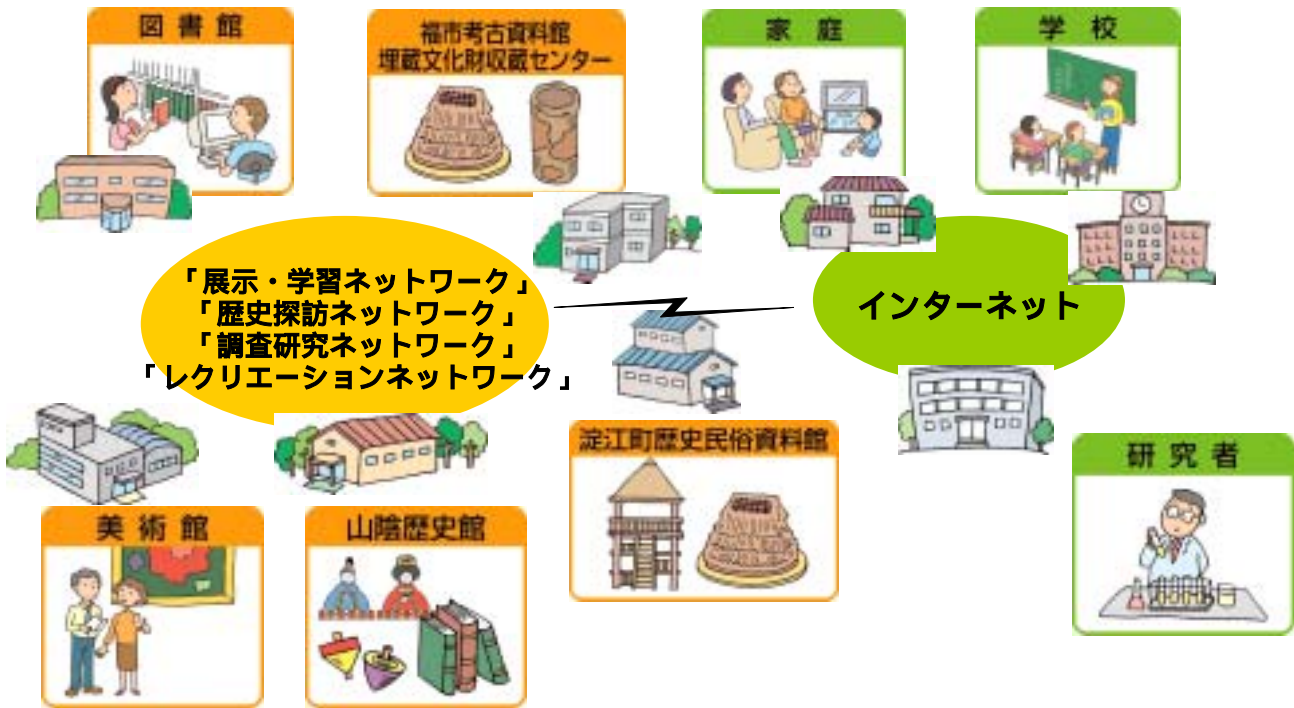 図書館
福市考古資料館
埋蔵文化財収蔵センター
家庭
学校
「展示・学習ネットワーク」
「歴史探訪ネットワーク」
「調査研究ネットワーク」
「レクリエーションネットワーク」
インターネット
淀江町歴史民俗資料館
研究者
美術館
山陰歴史館